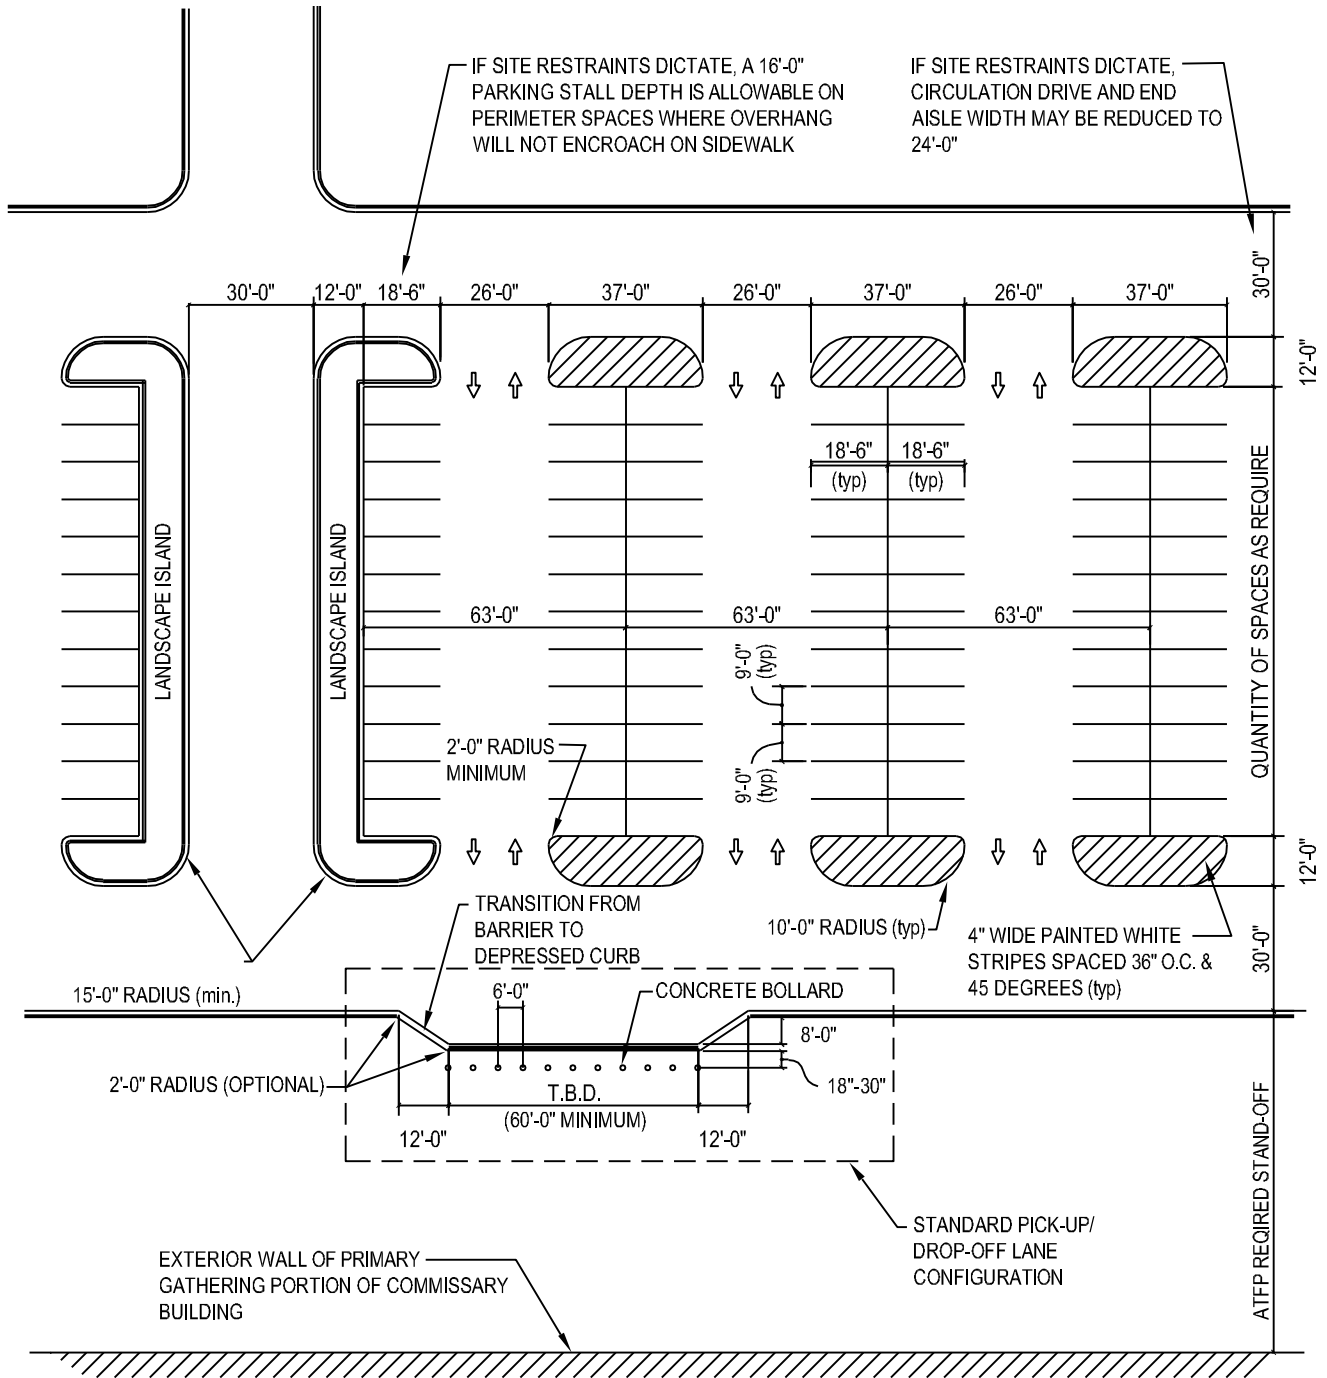 IF SITE RESTRAINTS DICTATE, A 16'-0"
PARKING STALL DEPTH IS ALLOWABLE ON
PERIMETER SPACES WHERE OVERHANG
WILL NOT ENCROACH ON SIDEWALK
IF SITE RESTRAINTS DICTATE,
CIRCULATION DRIVE AND END
AISLE WIDTH MAY BE REDUCED TO
24'-0"
30'-0"
30'-0"
12'-0"
18'-6"
26'-0"
37'-0"
26'-0"
37'-0"
26'-0"
37'-0"
12'-0"
18'-6"
(typ)
18'-6"
(typ)
LANDSCAPE ISLAND
LANDSCAPE ISLAND
QUANTITY OF SPACES AS REQUIRE
63'-0"
63'-0"
63'-0"
9'-0"
(typ)
9'-0"
(typ)
2'-0" RADIUS
MINIMUM
12'-0"
TRANSITION FROM
BARRIER TO
DEPRESSED CURB
10'-0" RADIUS (typ)
4" WIDE PAINTED WHITE
STRIPES SPACED 36" O.C. &
45 DEGREES (typ)
30'-0"
15'-0" RADIUS (min.)
6'-0"
CONCRETE BOLLARD
8'-0"
18"-30"
2'-0" RADIUS (OPTIONAL)
T.B.D.
(60'-0" MINIMUM)
12'-0"
12'-0"
ATFP REQIRED STAND-OFF
STANDARD PICK-UP/
DROP-OFF LANE
CONFIGURATION
EXTERIOR WALL OF PRIMARY
GATHERING PORTION OF COMMISSARY
BUILDING